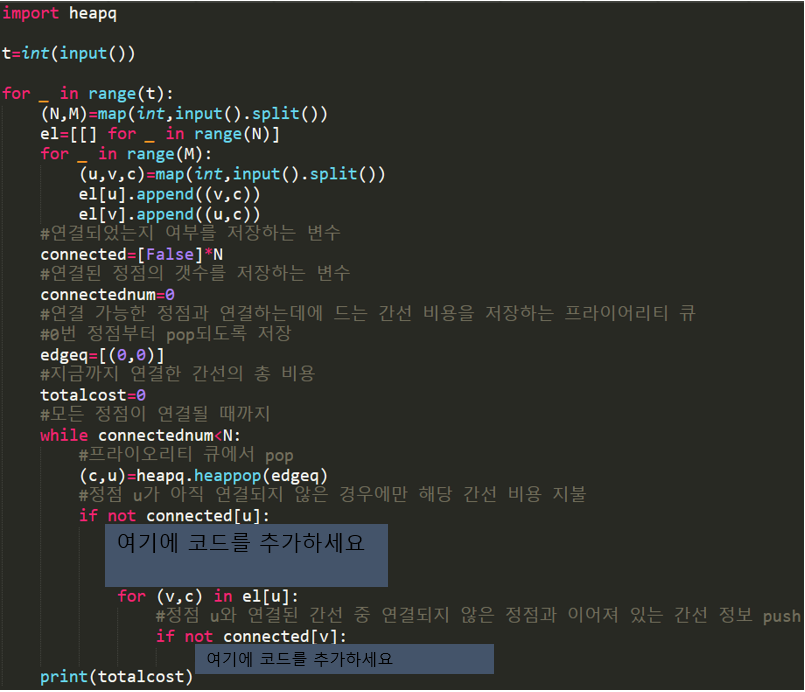 import heapq
t=int(input())
for _ in range(t):
(N,M)=map(int,input().split())
el=[[] for _ in range(N)]
for _ in range(M):
(u,v,c)=map(int,input().split())
el[u].append((v,c))
el[v].append((u,c))
#연결되었는지 여부를 저장하는 변수
connected=[False]*N
#연결된 정점의 갯수를 저장하는 변수
connectednum=0
#연결 가능한 정점과 연결하는데에 드는 간선 비용을 저장하는 프라이어리티 큐
#0번 정점부터 pop되도록 저장
edgeq=[(0,0)]
#지금까지 연결한 간선의 총 비용
totalcost=0
#모든 정점이 연결될 때까지
while connectednum<N:
#프라이오리티 큐에서 pop
(c,u)=heapq.heappop(edgeq)
#정점 u가 아직 연결되지 않은 경우에만 해당 간선 비용 지불
if not connected[u]:
여기에 코드를 추가하세요
for (v,c) in el[u]:
#정점 u와 연결된 간선 중 연결되지 않은 정점과 이어져 있는 간선 정보 push
if not connected[v]:
여기에 코드를 추가하세요
print(totalcost)